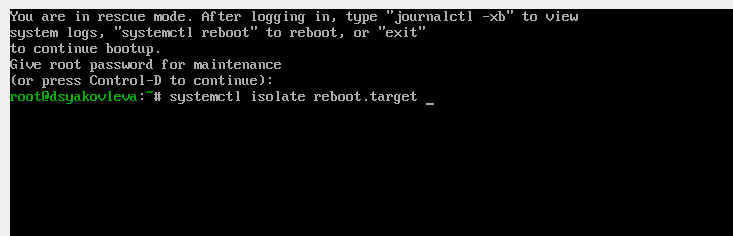 You are in rescue mode. After logging in, type "journalctl -xb" to view
system logs, "systemctl reboot" to reboot, or "exit"
to continue bootup.
Give root password for maintenance
(or press Control-D to continue):
root@dsyakovleva:~# systemctl isolate reboot.target _